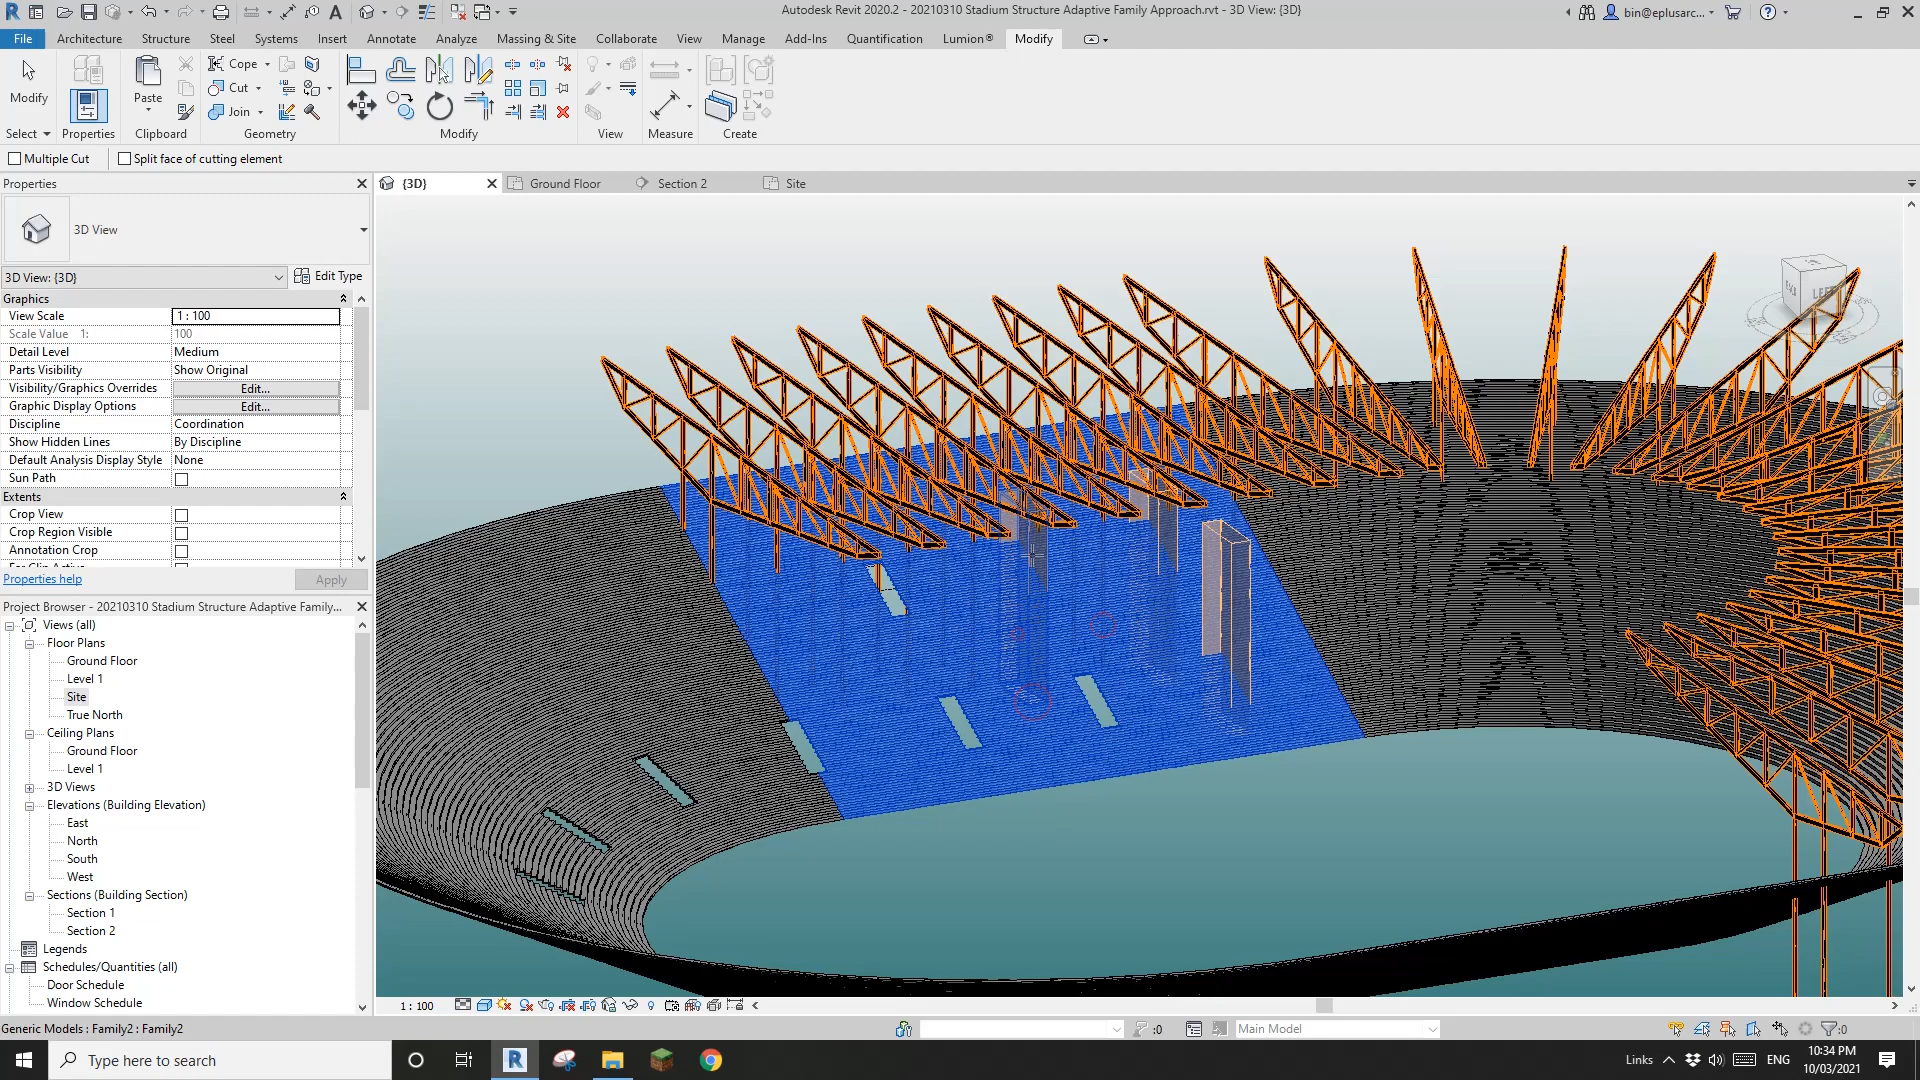 Autodesk Revit 2020.2 - 20210310 Stadium Structure Adaptive Family Approach.rvt - 3D View: {3D}
bin@eplusarc...
File Architecture Structure Steel Systems Insert Annotate Analyze Massing & Site Collaborate View Manage Add-Ins Quantification Lumion® Modify
Modify
Paste
Cope
Cut
Join
Select Properties Clipboard Geometry Modify View Measure Create
Multiple Cut Split face of cutting element
Properties
{3D} Ground Floor Section 2 Site
3D View
3D View: {3D} Edit Type
Graphics
View Scale 1 : 100
Scale Value 1: 100
Detail Level Medium
Parts Visibility Show Original
Visibility/Graphics Overrides Edit...
Graphic Display Options Edit...
Discipline Coordination
Show Hidden Lines By Discipline
Default Analysis Display Style None
Sun Path
Extents
Crop View
Crop Region Visible
Annotation Crop
Properties help Apply
Project Browser - 20210310 Stadium Structure Adaptive Family...
Views (all)
Floor Plans
Ground Floor
Level 1
Site
True North
Ceiling Plans
Ground Floor
Level 1
3D Views
Elevations (Building Elevation)
East
North
South
West
Sections (Building Section)
Section 1
Section 2
Legends
Schedules/Quantities (all)
Door Schedule
Window Schedule
1 : 100
Generic Models : Family2 : Family2
:0
Main Model
:0
Type here to search
Links
ENG
10:34 PM
10/03/2021